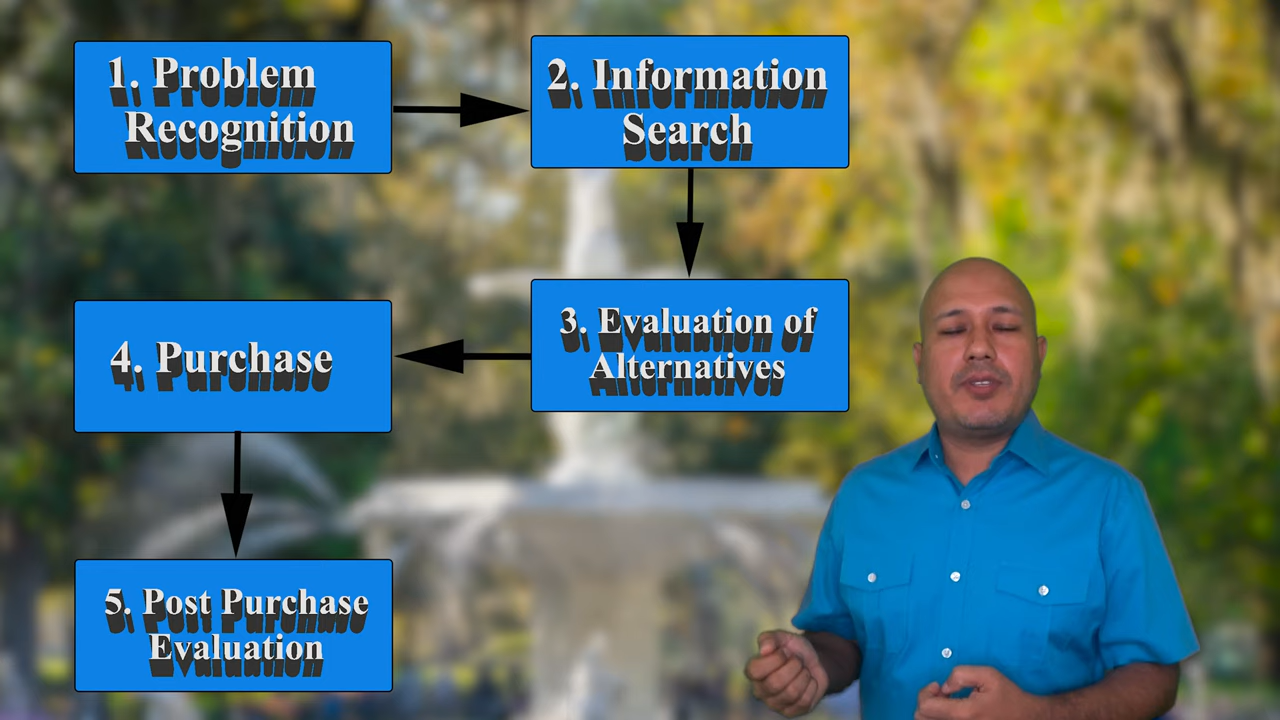 1. Problem
Recognition
2. Information
Search
3. Evaluation of
Alternatives
4. Purchase
5. Post Purchase
Evaluation